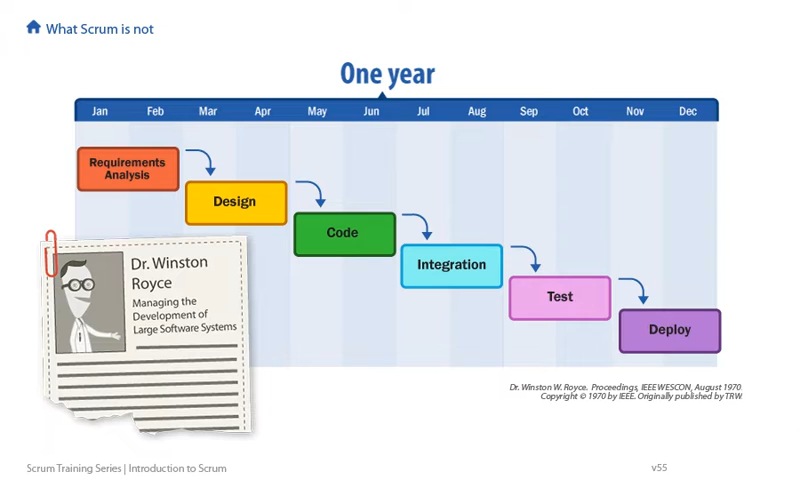 What Scrum is not
One year
Jan Feb Mar Apr May Jun Jul Aug Sep Oct Nov Dec
Requirements
Analysis
Design
Code
Integration
Test
Deploy
Dr. Winston
Royce
Managing the
Development of
Large Software Systems
Dr. Winston W. Royce. Proceedings, IEEE WESCON, August 1970.
Copyright © 1970 by IEEE. Originally published by TRW.
Scrum Training Series | Introduction to Scrum
v55